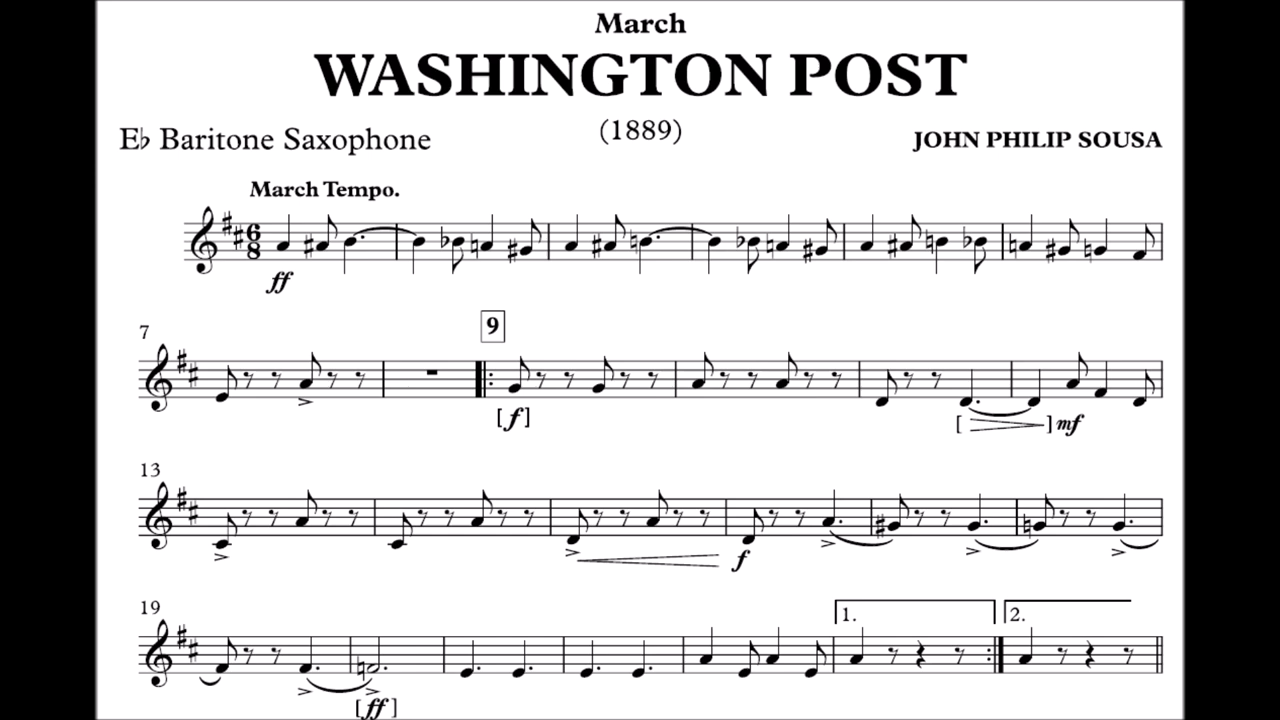 March
WASHINGTON POST
(1889)
E♭ Baritone Saxophone
JOHN PHILIP SOUSA
March Tempo.
6
8
ff
7
9
[f]
[ ] mf
13
f
19
1.
2.
[ff]